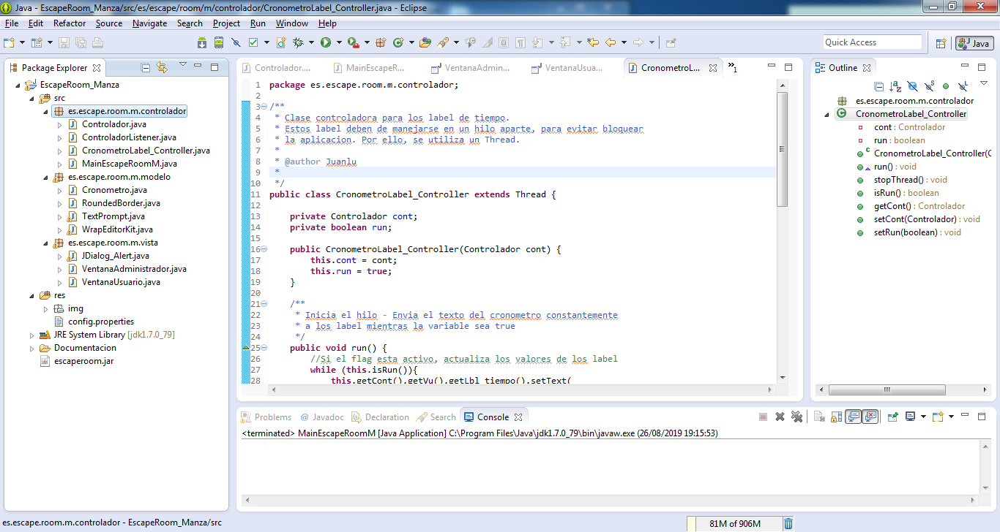 Java - EscapeRoom_Manza/src/es/escape/room/m/controlador/CronometroLabel_Controller.java - Eclipse
File Edit Refactor Source Navigate Search Project Run Window Help
Quick Access
Java
Package Explorer
EscapeRoom_Manza
src
es.escape.room.m.controlador
Controlador.java
ControladorListener.java
CronometroLabel_Controller.java
MainEscapeRoomM.java
es.escape.room.m.modelo
Cronometro.java
RoundedBorder.java
TextPrompt.java
WrapEditorKit.java
es.escape.room.m.vista
JDialog_Alert.java
VentanaAdministrador.java
VentanaUsuario.java
res
img
config.properties
JRE System Library [jdk1.7.0_79]
Documentacion
escaperoom.jar
Controlador.... MainEscapeR... VentanaAdmin... VentanaUsua... CronometroL... »1
1 package es.escape.room.m.controlador;
2
3 /**
4 * Clase controladora para los label de tiempo.
5 * Estos label deben de manejarse en un hilo aparte, para evitar bloquear
6 * la aplicacion. Por ello, se utiliza un Thread.
7 *
8 * @author Juanlu
9 *
10 */
11 public class CronometroLabel_Controller extends Thread {
12
13 private Controlador cont;
14 private boolean run;
15
16 public CronometroLabel_Controller(Controlador cont) {
17 this.cont = cont;
18 this.run = true;
19 }
20
21 /**
22 * Inicia el hilo - Envia el texto del cronometro constantemente
23 * a los label mientras la variable sea true
24 */
25 public void run() {
26 //Si el flag esta activo, actualiza los valores de los label
27 while (this.isRun()){
28 this.getCont().getVu().getLbl_tiempo().setText(
Outline
es.escape.room.m.controlador
CronometroLabel_Controller
cont : Controlador
run : boolean
CronometroLabel_Controller(C
run() : void
stopThread() : void
isRun() : boolean
getCont() : Controlador
setCont(Controlador) : void
setRun(boolean) : void
Problems @ Javadoc Declaration Search Console
<terminated> MainEscapeRoomM [Java Application] C:\Program Files\Java\jdk1.7.0_79\bin\javaw.exe (26/08/2019 19:15:53)
es.escape.room.m.controlador - EscapeRoom_Manza/src
81M of 906M